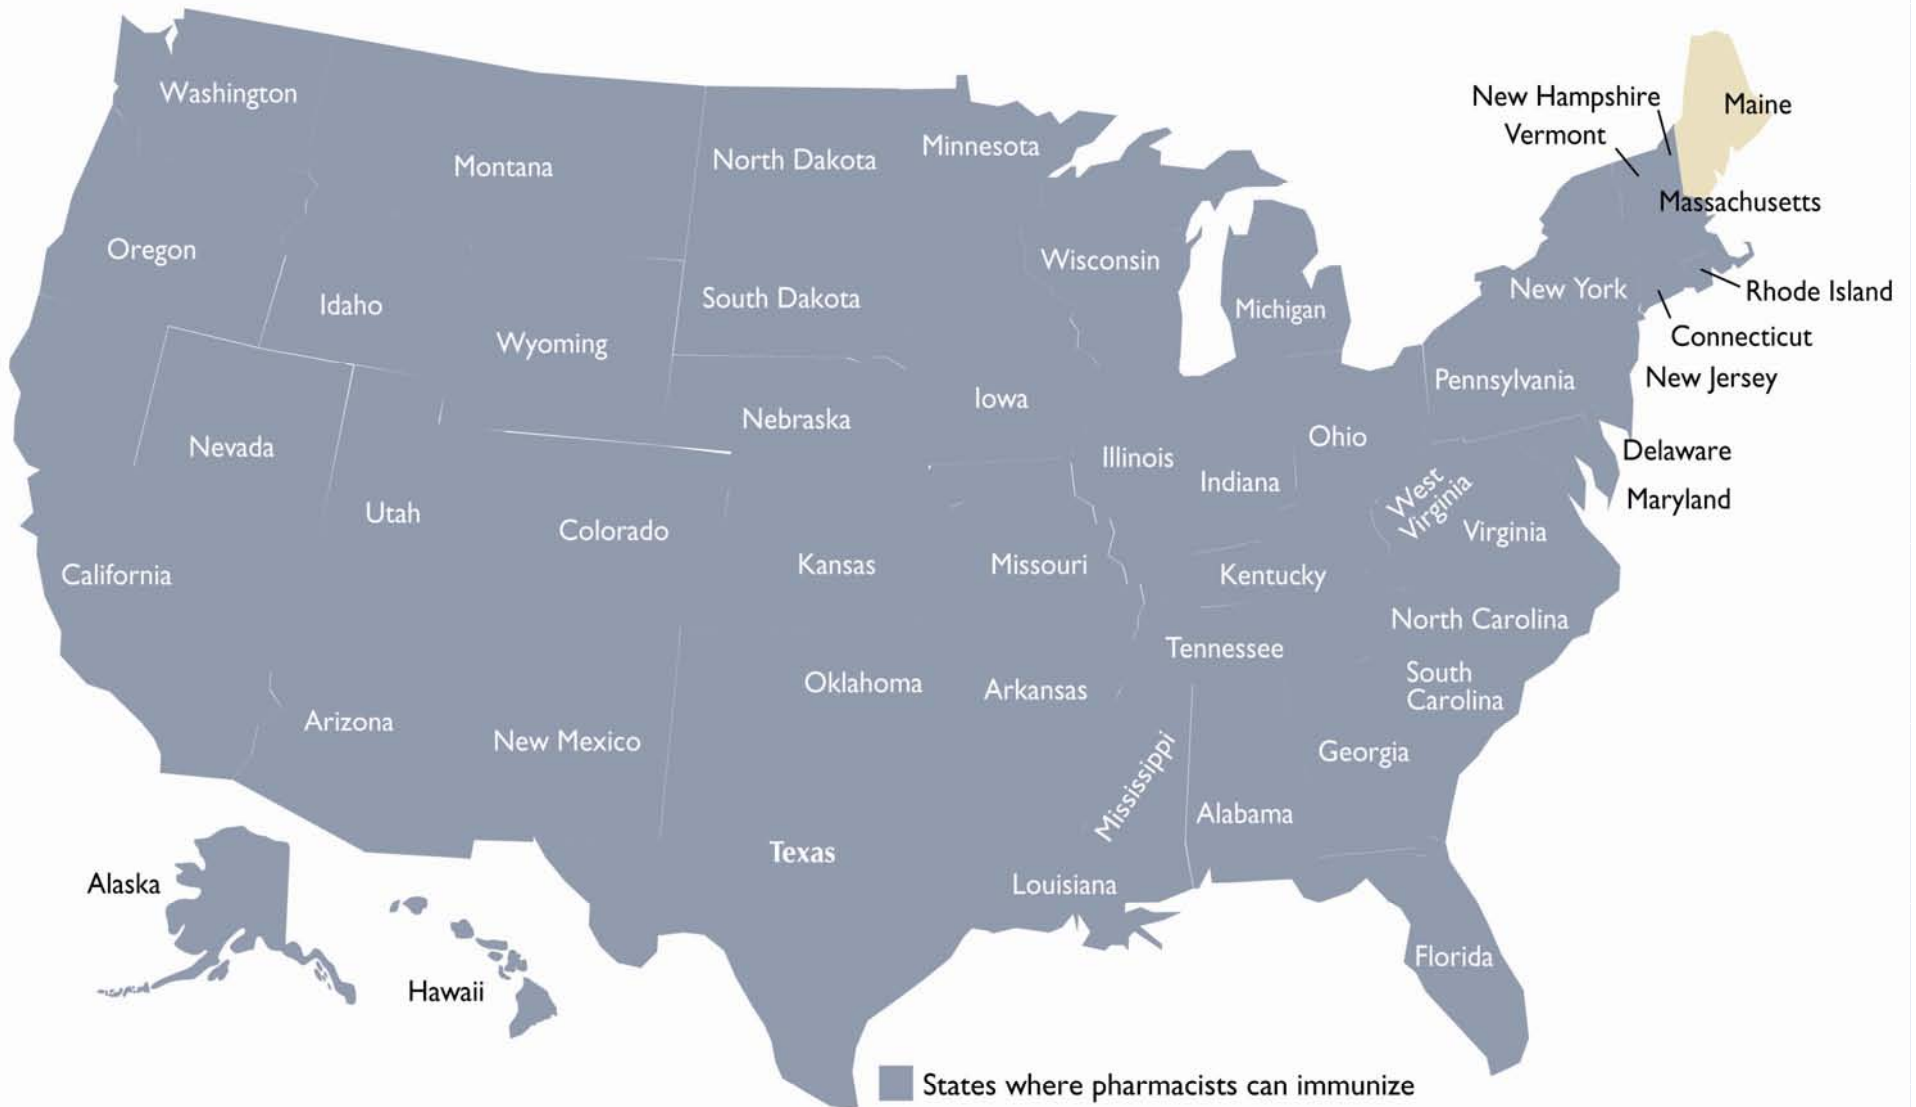 Washington
New Hampshire
Maine
Vermont
Minnesota
North Dakota
Montana
Massachusetts
Oregon
Wisconsin
New York
Rhode Island
South Dakota
Idaho
Michigan
Connecticut
Wyoming
New Jersey
Pennsylvania
Iowa
Nebraska
Ohio
Nevada
Delaware
Illinois
Indiana
West
Virginia
Maryland
Utah
Colorado
Virginia
Kansas
Missouri
California
Kentucky
North Carolina
Tennessee
South
Carolina
Oklahoma
Arkansas
Arizona
New Mexico
Georgia
Mississippi
Alabama
Texas
Alaska
Louisiana
Florida
Hawaii
States where pharmacists can immunize